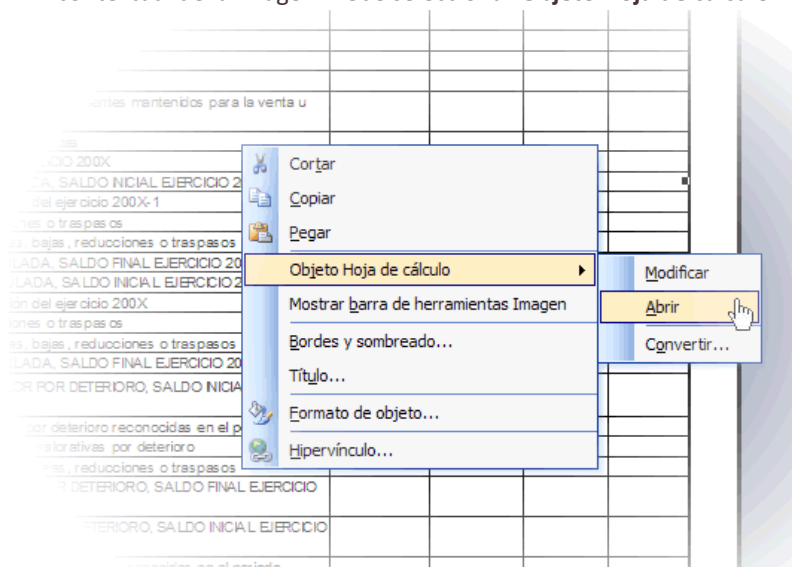 mantenidos para la venta u
200X
SALDO INICIAL EJERCICIO 2
del ejercicio 200X-1
o traspasos
bajas, reducciones o traspasos
SALDO FINAL EJERCICIO 20
SALDO INICIAL EJERCICIO 2
del ejercicio 200X
o traspasos
bajas, reducciones o traspasos
SALDO FINAL EJERCICIO 20
POR DETERIORO, SALDO INICIA
por deterioro reconocidas en el p
valorativas por deterioro
reducciones o traspasos
DETERIORO, SALDO FINAL EJERCICIO
SALDO INICIAL EJERCICIO
Cortar
Copiar
Pegar
Objeto Hoja de cálculo
Mostrar barra de herramientas Imagen
Bordes y sombreado...
Título...
Formato de objeto...
Hipervínculo...
Modificar
Abrir
Convertir...